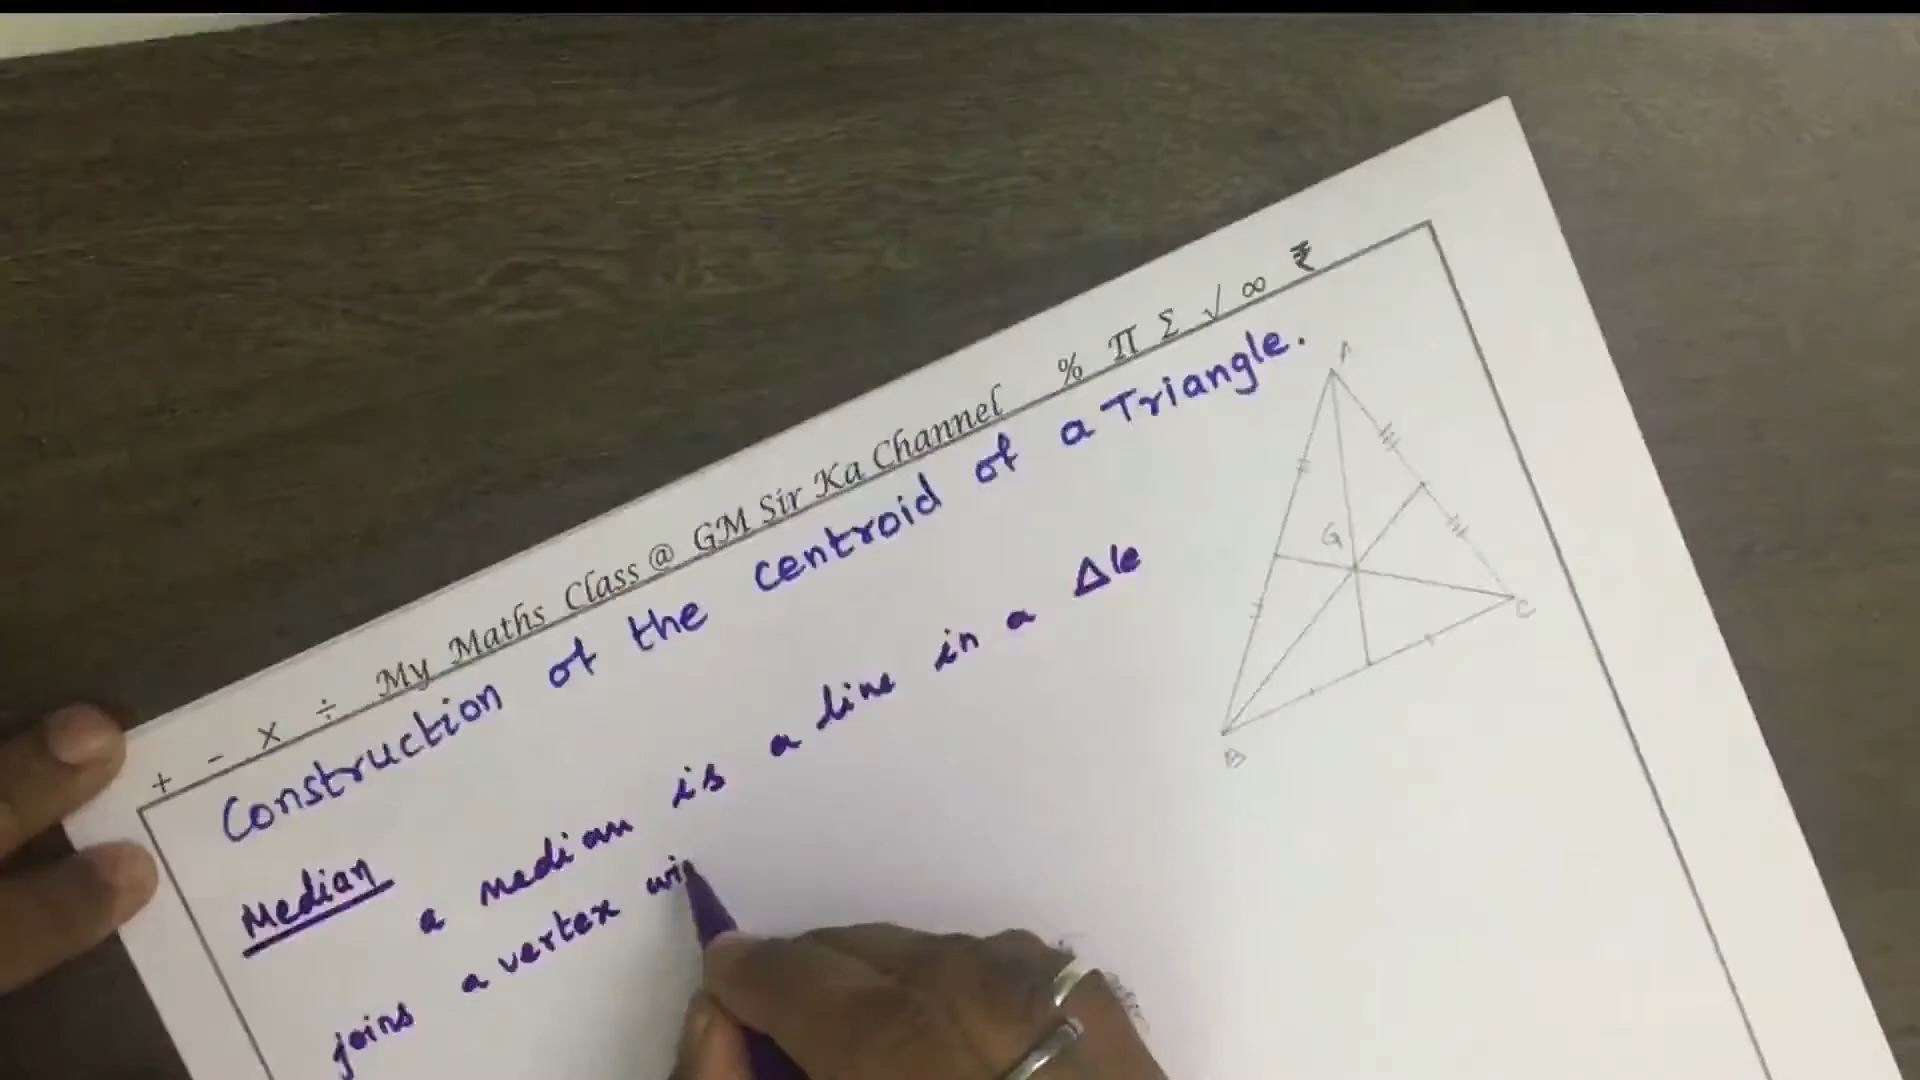 + - × ÷ My Maths Class @ GM Sir Ka Channel % Π Σ √ ∞ ₹
Construction of the centroid of a Triangle.
Median
a median is a line in a Δle
joins a vertex wi
A
G
C
B